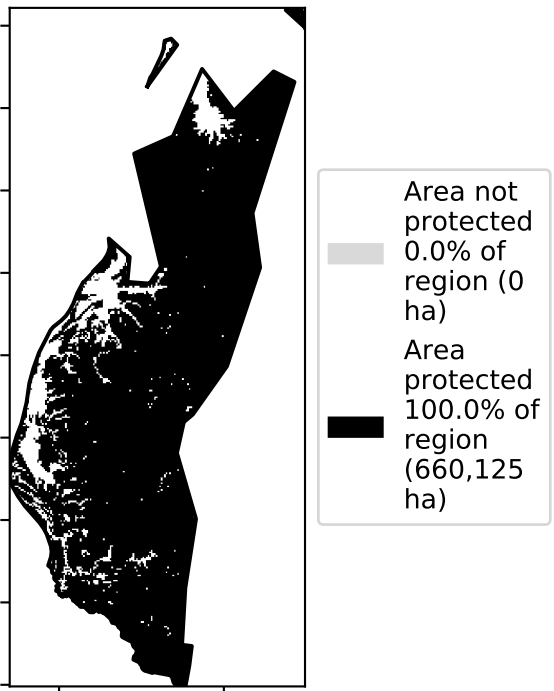 Area not
protected
0.0% of
region (0
ha)
Area
protected
100.0% of
region
(660,125
ha)